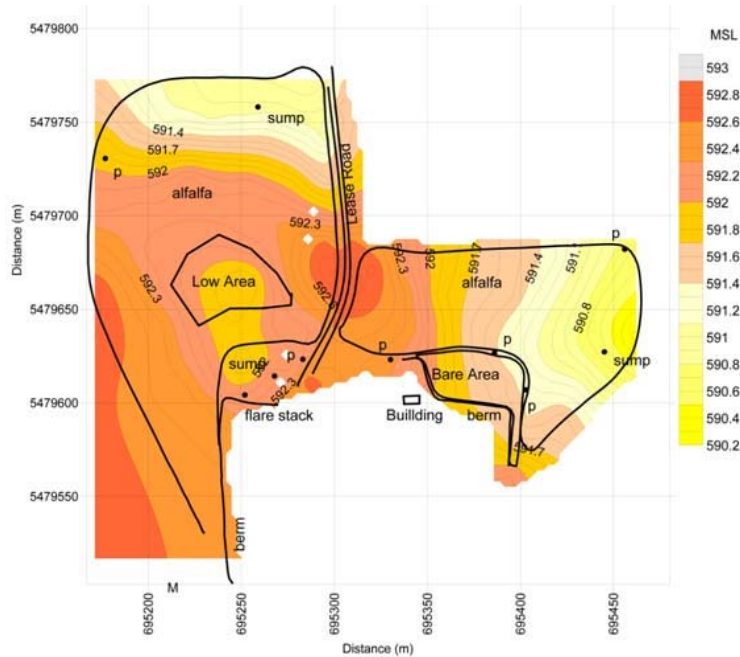 5479800
5479750
5479700
5479650
5479600
5479550
Distance (m)
sump
591.4
591.7
592
p
alfalfa
Lease Road
592.3
592.3
Low Area
sump
p
592.3
flare stack
berm
M
p
592.3
592
591.7
alfalfa
591.4
590.8
sump
p
p
Bare Area
p
Buillding
berm
591.7
695200
695250
695300
695350
695400
695450
Distance (m)
MSL
593
592.8
592.6
592.4
592.2
592
591.8
591.6
591.4
591.2
591
590.8
590.6
590.4
590.2